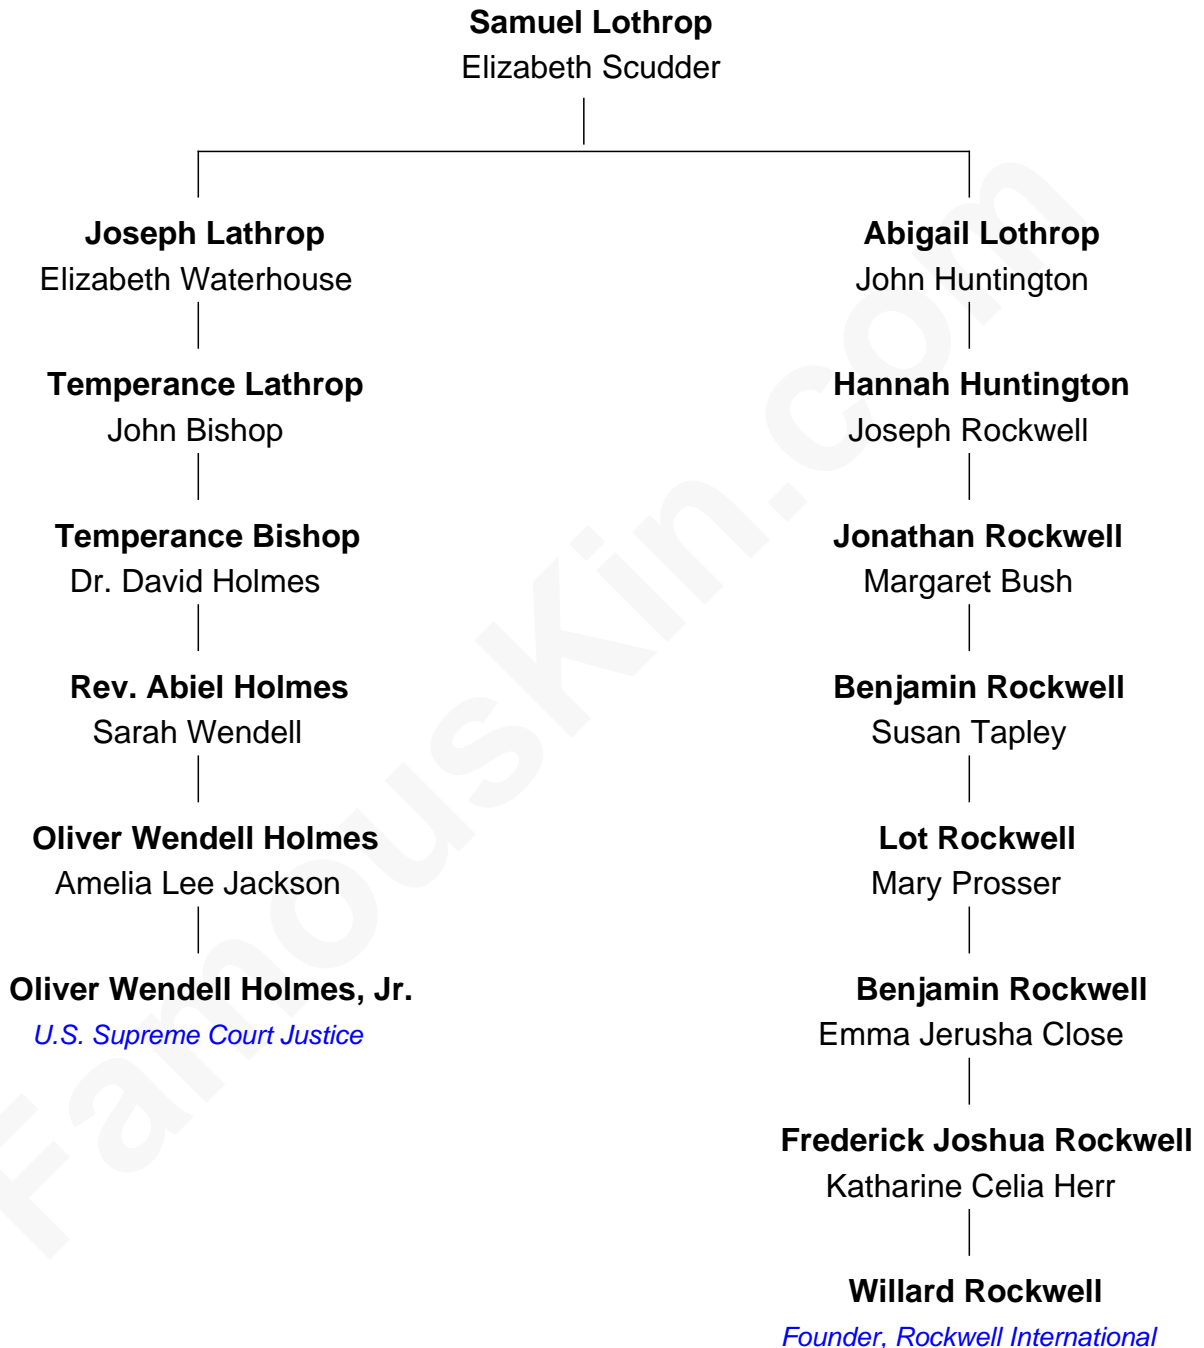 Samuel Lothrop
Elizabeth Scudder
Joseph Lathrop
Elizabeth Waterhouse
Temperance Lathrop
John Bishop
Temperance Bishop
Dr. David Holmes
Rev. Abiel Holmes
Sarah Wendell
Oliver Wendell Holmes
Amelia Lee Jackson
Oliver Wendell Holmes, Jr.
U.S. Supreme Court Justice
Abigail Lothrop
John Huntington
Hannah Huntington
Joseph Rockwell
Jonathan Rockwell
Margaret Bush
Benjamin Rockwell
Susan Tapley
Lot Rockwell
Mary Prosser
Benjamin Rockwell
Emma Jerusha Close
Frederick Joshua Rockwell
Katharine Celia Herr
Willard Rockwell
Founder, Rockwell International
FamousKin.com